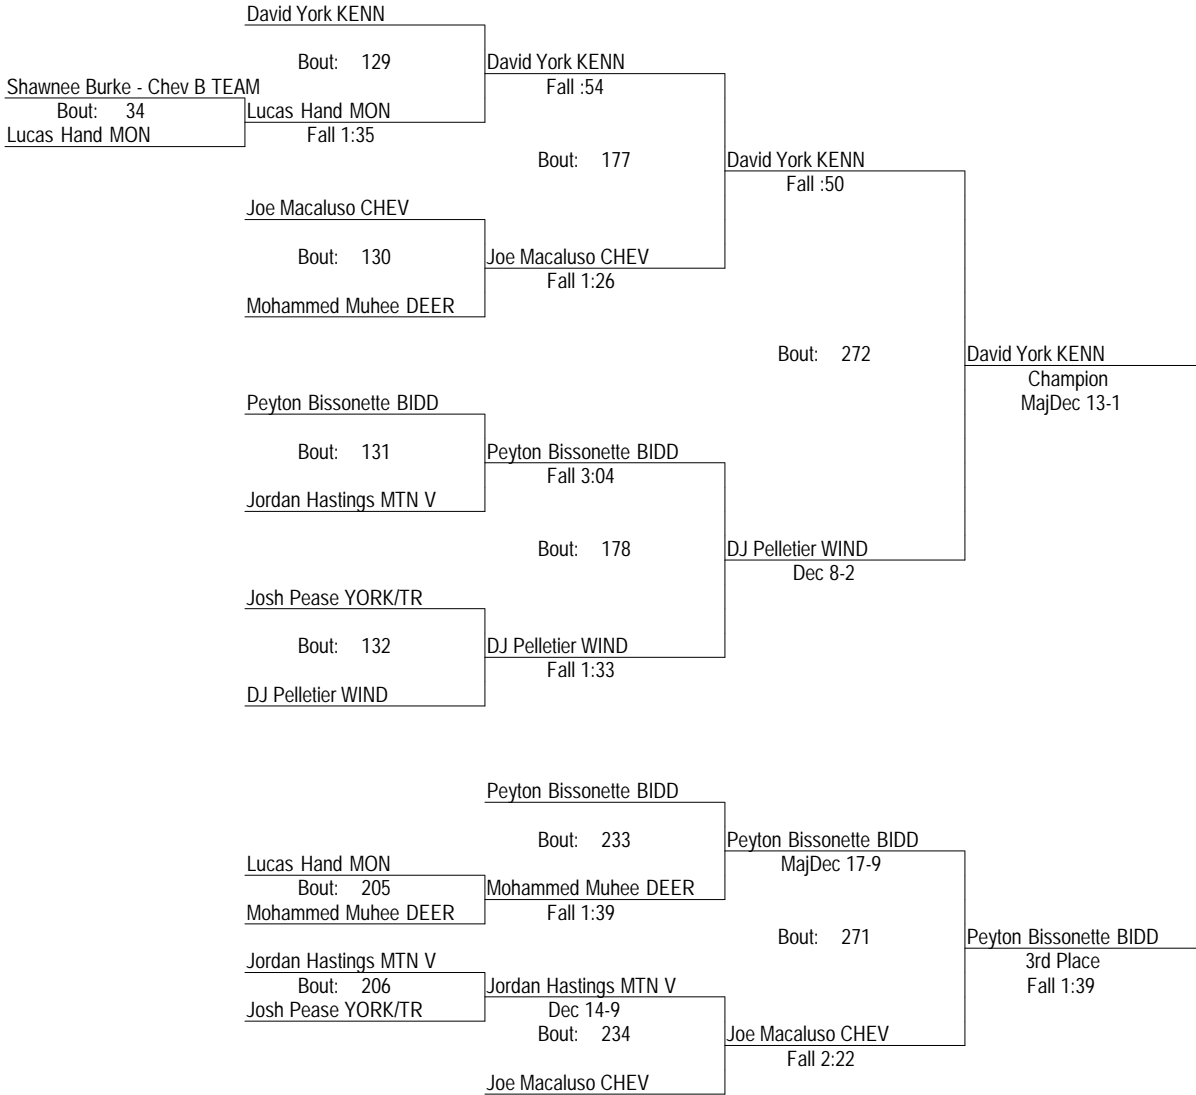 David York KENN
Bout: 129
David York KENN
Shawnee Burke - Chev B TEAM
Fall :54
Bout: 34
Lucas Hand MON
Lucas Hand MON
Fall 1:35
Bout: 177
David York KENN
Fall :50
Joe Macaluso CHEV
Bout: 130
Joe Macaluso CHEV
Fall 1:26
Mohammed Muhee DEER
Bout: 272
David York KENN
Champion
MajDec 13-1
Peyton Bissonette BIDD
Bout: 131
Peyton Bissonette BIDD
Fall 3:04
Jordan Hastings MTN V
Bout: 178
DJ Pelletier WIND
Dec 8-2
Josh Pease YORK/TR
Bout: 132
DJ Pelletier WIND
Fall 1:33
DJ Pelletier WIND
Peyton Bissonette BIDD
Bout: 233
Peyton Bissonette BIDD
MajDec 17-9
Lucas Hand MON
Bout: 205
Mohammed Muhee DEER
Mohammed Muhee DEER
Fall 1:39
Bout: 271
Peyton Bissonette BIDD
3rd Place
Fall 1:39
Jordan Hastings MTN V
Bout: 206
Jordan Hastings MTN V
Josh Pease YORK/TR
Dec 14-9
Bout: 234
Joe Macaluso CHEV
Fall 2:22
Joe Macaluso CHEV